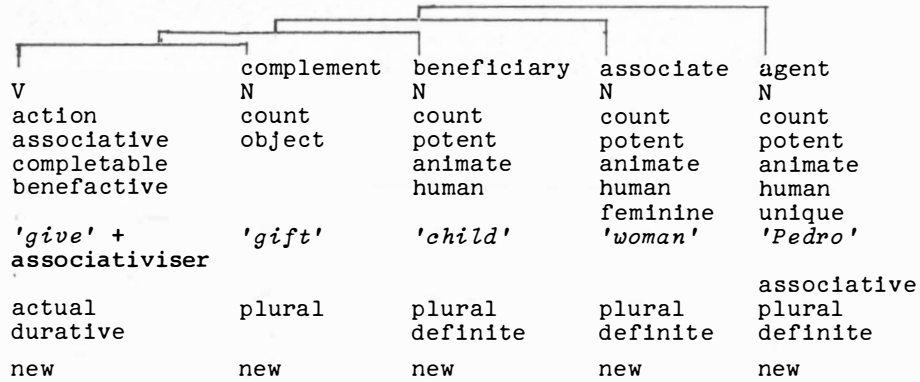 complement beneficiary associate agent
V N N N N
action count count count count
associative object potent potent potent
completable animate animate animate
benefactive human human human
feminine unique
'give' + 'gift' 'child' 'woman' 'Pedro'
associativiser
associative
actual plural plural plural plural
durative definite definite definite
new new new new new